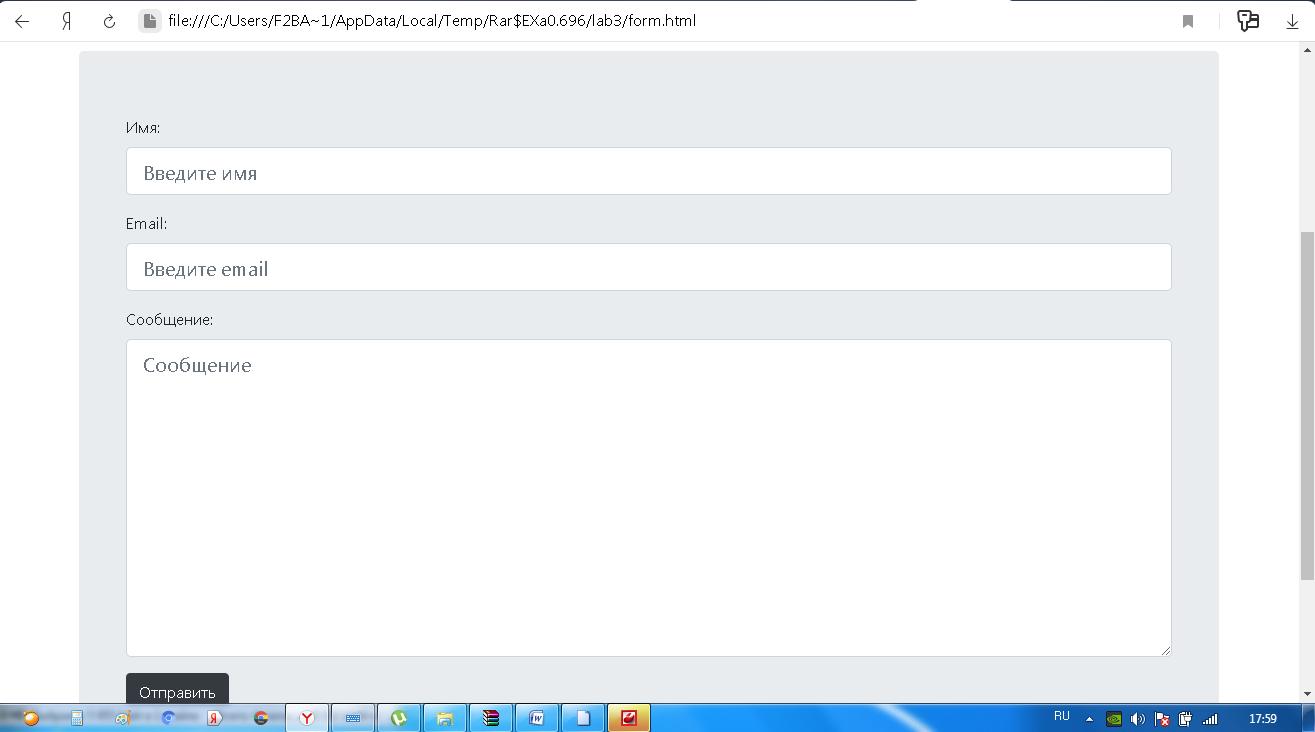 file:///C:/Users/F2BA~1/AppData/Local/Temp/Rar$EXa0.696/lab3/form.html
Имя:
Введите имя
Email:
Введите email
Сообщение:
Сообщение
Отправить
RU
17:59